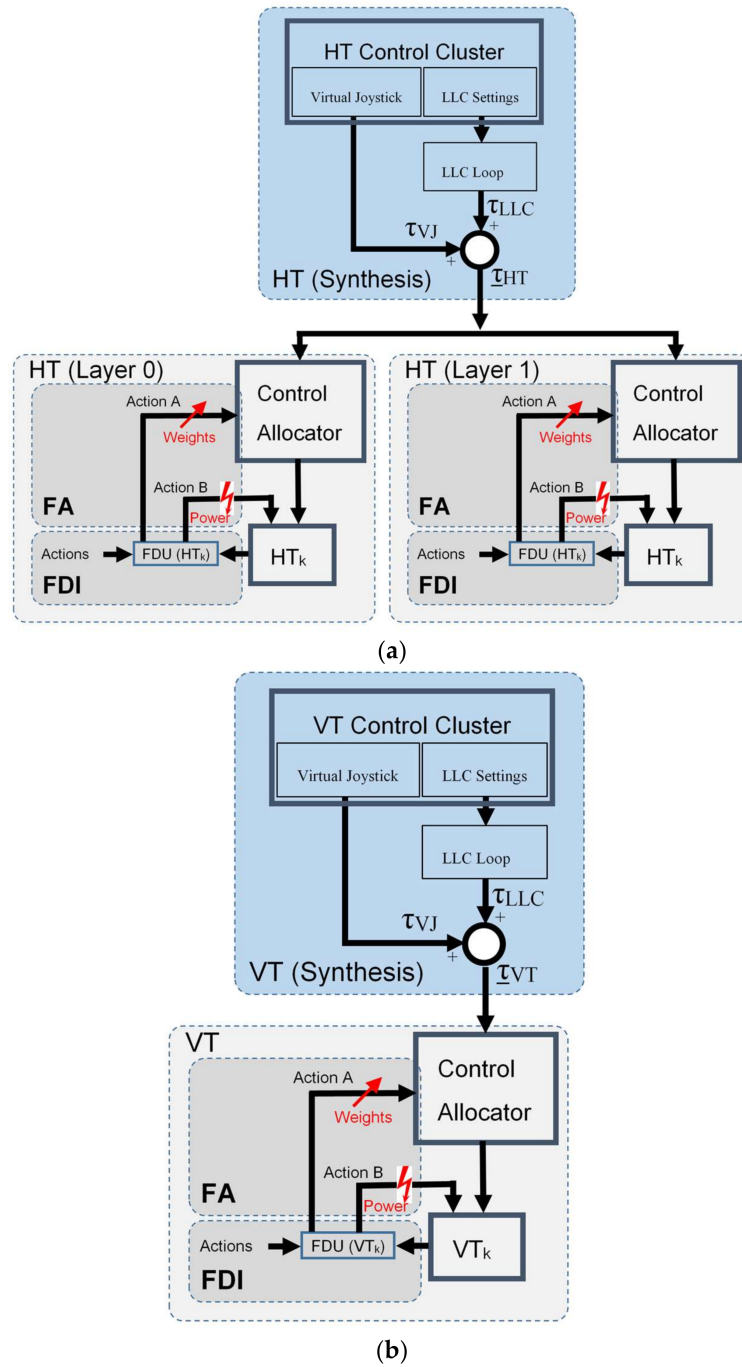 HT Control Cluster
Virtual Joystick
LLC Settings
LLC Loop
τLLC
+
τVJ
+
HT (Synthesis)
τHT
HT (Layer 0)
Control
Allocator
Action A
Weights
Action B
FA
Power
Actions
FDU (HTk)
HTk
FDI
HT (Layer 1)
Control
Allocator
Action A
Weights
Action B
FA
Power
Actions
FDU (HTk)
HTk
FDI
(a)
VT Control Cluster
Virtual Joystick
LLC Settings
LLC Loop
τLLC
+
τVJ
+
VT (Synthesis)
τVT
VT
Control
Allocator
Action A
Weights
Action B
FA
Power
Actions
FDU (VTk)
VTk
FDI
(b)